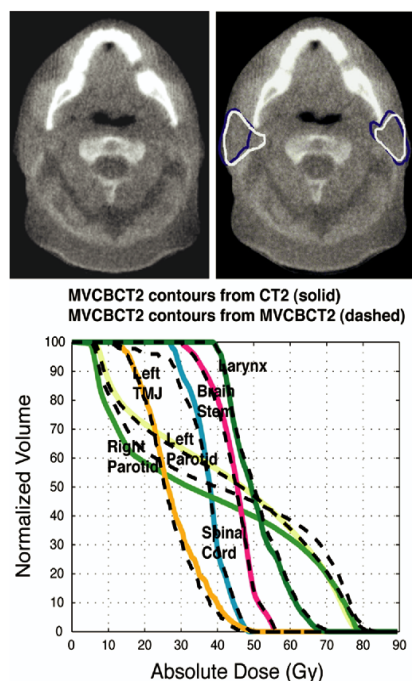 MVCBCT2 contours from CT2 (solid)
MVCBCT2 contours from MVCBCT2 (dashed)
100
90
80
70
60
50
40
30
20
10
0
Normalized Volume
Left
TMJ
Larynx
Brain
Stem
Right
Parotid
Left
Parotid
Spinal
Cord
0 10 20 30 40 50 60 70 80 90
Absolute Dose (Gy)